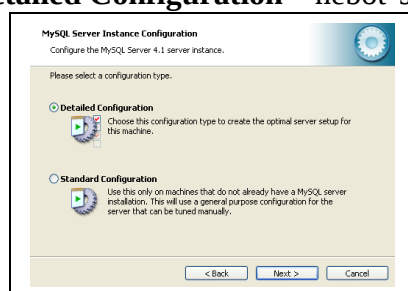 etailed Configuration – nebot s
MySQL Server Instance Configuration
Configure the MySQL Server 4.1 server instance.
Please select a configuration type.
Detailed Configuration
Choose this configuration type to create the optimal server setup for
this machine.
Standard Configuration
Use this only on machines that do not already have a MySQL server
installation. This will use a general purpose configuration for the
server that can be tuned manually.
< Back Next > Cancel